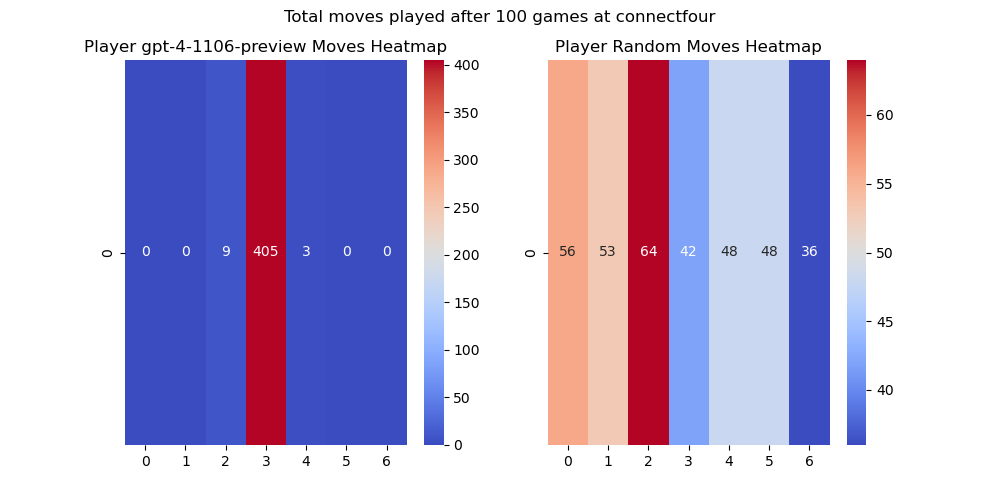 Total moves played after 100 games at connectfour
Player gpt-4-1106-preview Moves Heatmap
0
0 0 9 405 3 0 0
0 1 2 3 4 5 6
400
350
300
250
200
150
100
50
0
Player Random Moves Heatmap
0
56 53 64 42 48 48 36
0 1 2 3 4 5 6
60
55
50
45
40